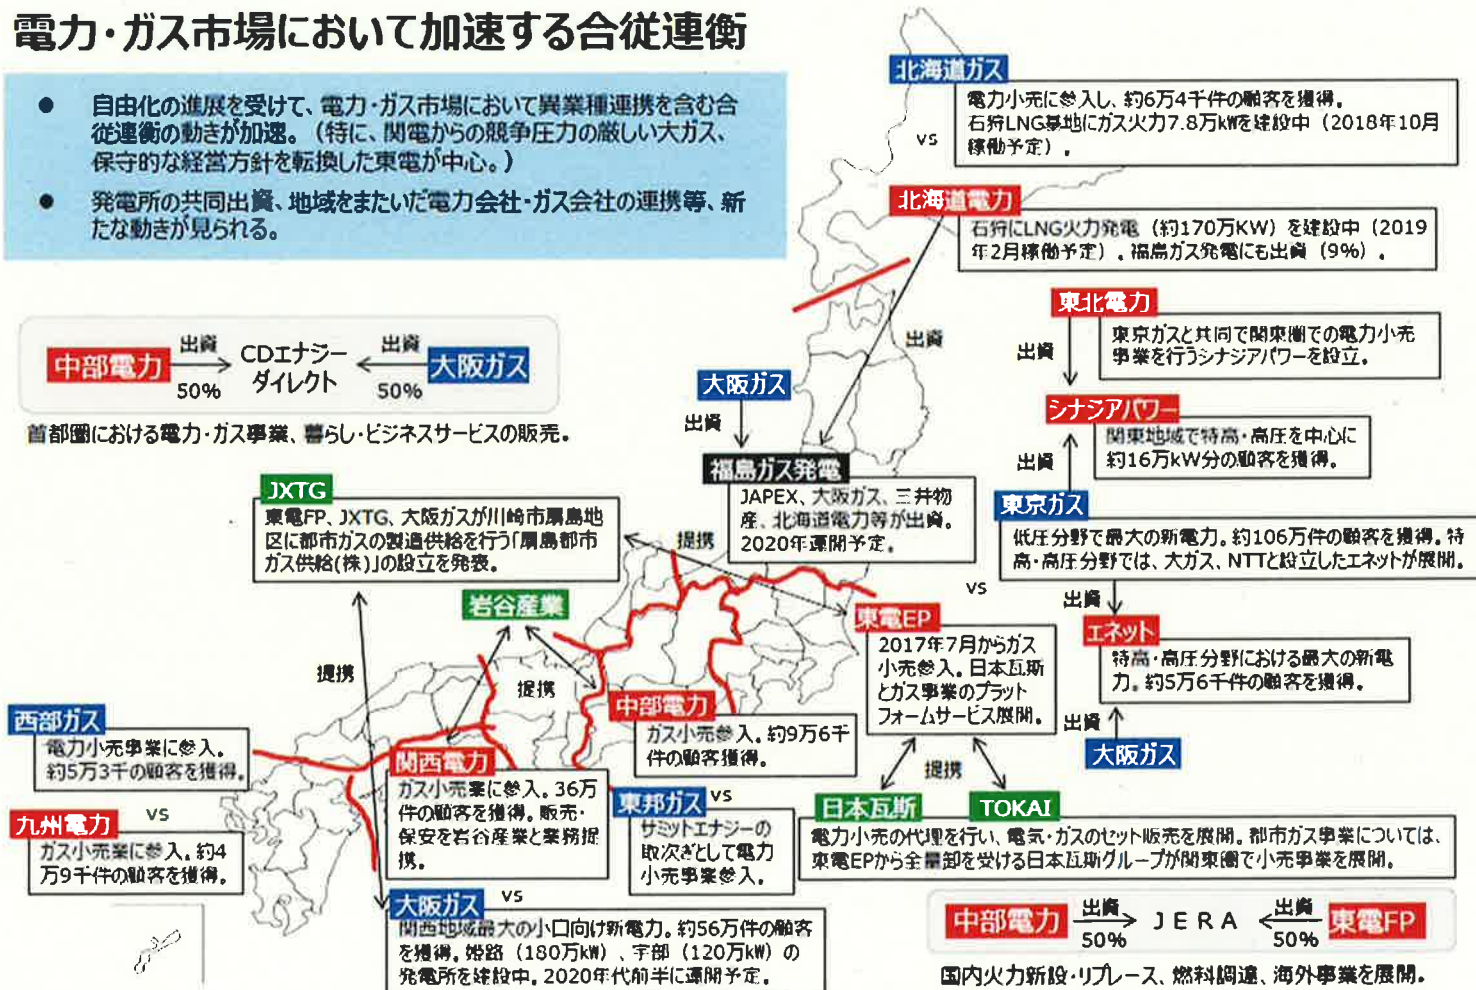 電力・ガス市場において加速する合従連衡
● 自由化の進展を受けて、電力・ガス市場において異業種連携を含む合
従連衡の動きが加速。（特に、関電からの競争圧力の厳しい大ガス、
保守的な経営方針を転換した東電が中心。）
● 発電所の共同出資、地域をまたいだ電力会社・ガス会社の連携等、新
たな動きが見られる。
北海道ガス
電力小売に参入し、約6万4千件の顧客を獲得。
石狩LNG基地にガス火力7.8万kWを建設中（2018年10月
稼働予定）.
vs
北海道電力
石狩にLNG火力発電（約170万KW）を建設中（2019
年2月稼働予定）. 福島ガス発電にも出資（9%）.
出資
中部電力
出資
50%
CDエナジー
ダイレクト
出資
50%
大阪ガス
首都圏における電力・ガス事業、暮らし・ビジネスサービスの販売。
東北電力
東京ガスと共同で関東圏での電力小売
事業を行うシナジアパワーを設立。
出資
シナジアパワー
関東地域で特高・高圧を中心に
約16万kW分の顧客を獲得。
出資
東京ガス
低圧分野で最大の新電力。約106万件の顧客を獲得。特
高・高圧分野では、大ガス、NTTと設立したエネットが展開。
vs
出資
エネット
特高・高圧分野における最大の新電
力。約5万6千件の顧客を獲得。
出資
大阪ガス
大阪ガス
出資
福島ガス発電
JAPEX、大阪ガス、三井物
産、北海道電力等が出資。
2020年運開予定。
JXTG
東電FP、JXTG、大阪ガスが川崎市扇島地
区に都市ガスの製造供給を行う「扇島都市
ガス供給(株)」の設立を発表。
提携
提携
岩谷産業
提携
東電EP
2017年7月からガス
小売参入。日本瓦斯
とガス事業のプラット
フォームサービス展開。
提携
日本瓦斯
TOKAI
電力小売の代理を行い、電気・ガスのセット販売を展開。都市ガス事業については、
東電EPから全量卸を受ける日本瓦斯グループが関東圏で小売事業を展開。
中部電力
ガス小売参入。約9万6千
件の顧客獲得。
vs
東邦ガス
サミットエナジーの
取次ぎとして電力
小売事業参入。
西部ガス
電力小売事業に参入。
約5万3千の顧客を獲得。
vs
九州電力
ガス小売業に参入。約4
万9千件の顧客を獲得。
関西電力
ガス小売業に参入。36万
件の顧客を獲得。販売・
保安を岩谷産業と業務提
携。
vs
大阪ガス
関西地域最大の小口向け新電力。約56万件の顧客
を獲得。姫路（180万kW）、宇部（120万kW）の
発電所を建設中。2020年代前半に運開予定。
中部電力
出資
50%
JERA
出資
50%
東電FP
国内火力新設・リプレース、燃料調達、海外事業を展開。